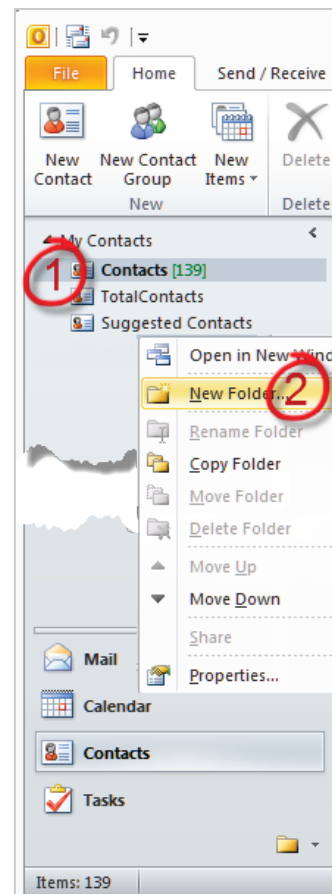 File Home Send / Receive
New Contact
New Contact Group
New Items
Delete
New Delete
My Contacts
Contacts [139]
1
TotalContacts
Suggested Contacts
Open in New Wind
New Folder...
2
Rename Folder
Copy Folder
Move Folder
Delete Folder
Move Up
Move Down
Share
Properties...
Mail
Calendar
Contacts
Tasks
Items: 139